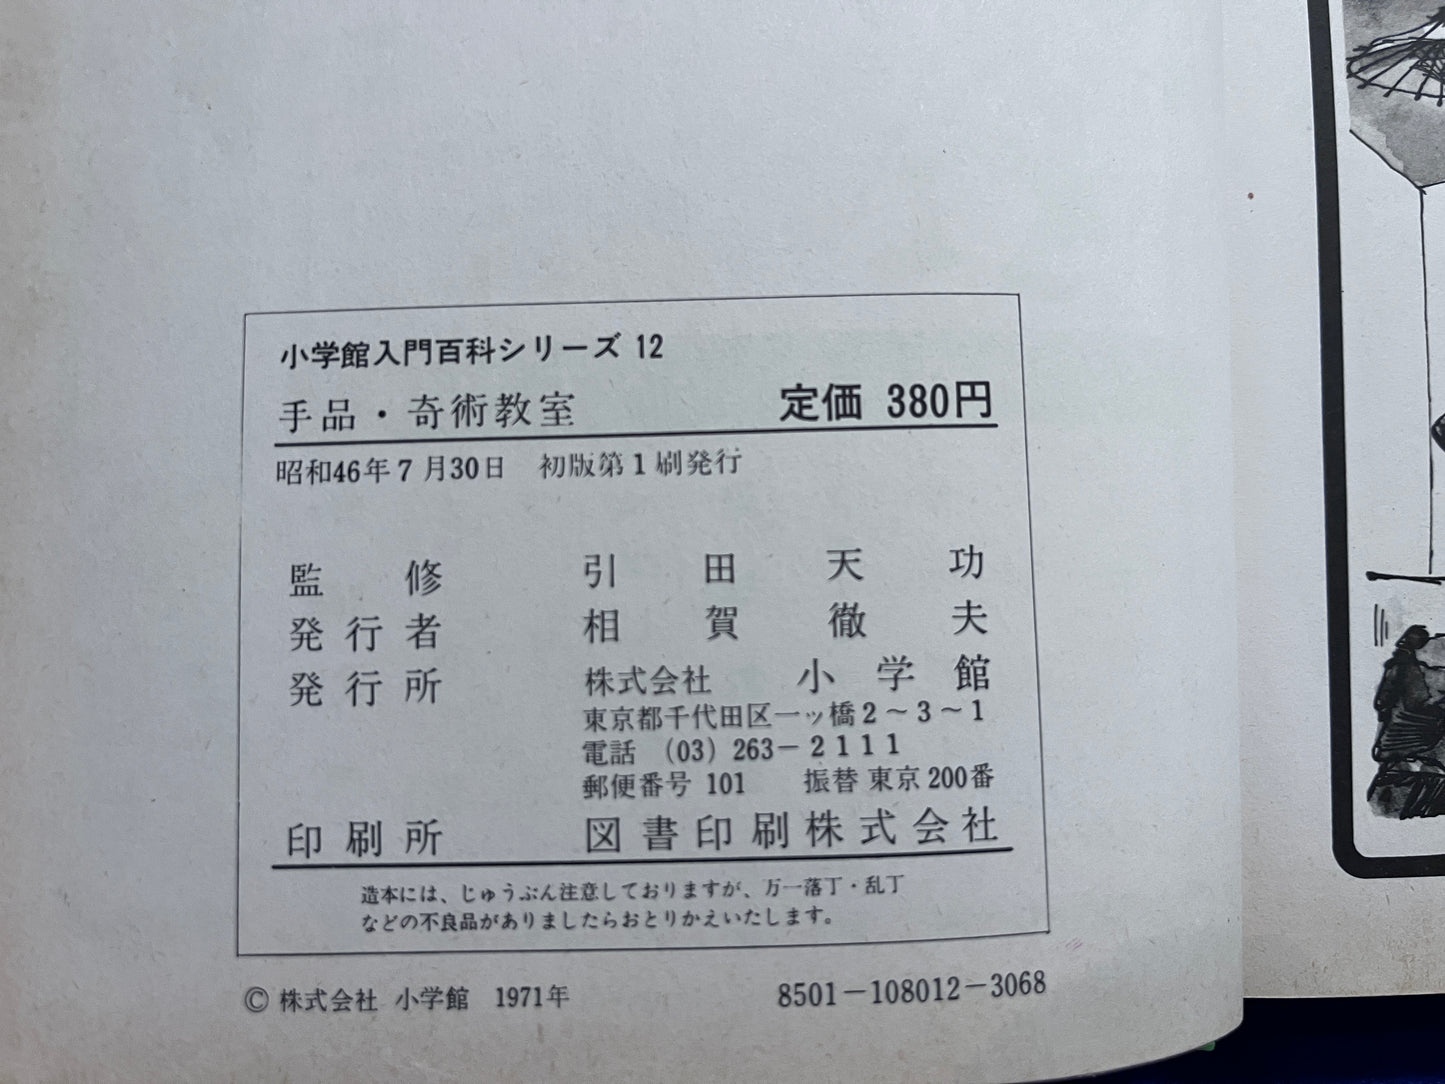 小学館入門百科シリーズ 12
手品・奇術教室 定価 380円
昭和46年7月30日 初版第1刷発行
監修 引田天功
発行者 相賀徹夫
発行所 株式会社 小学館
東京都千代田区一ッ橋2～3～1
電話 (03) 263－2111
郵便番号 101 振替 東京 200番
印刷所 図書印刷株式会社
造本には、じゅうぶん注意しておりますが、万一落丁・乱丁
などの不良品がありましたらおとりかえいたします。
© 株式会社 小学館 1971年 8501－108012－3068